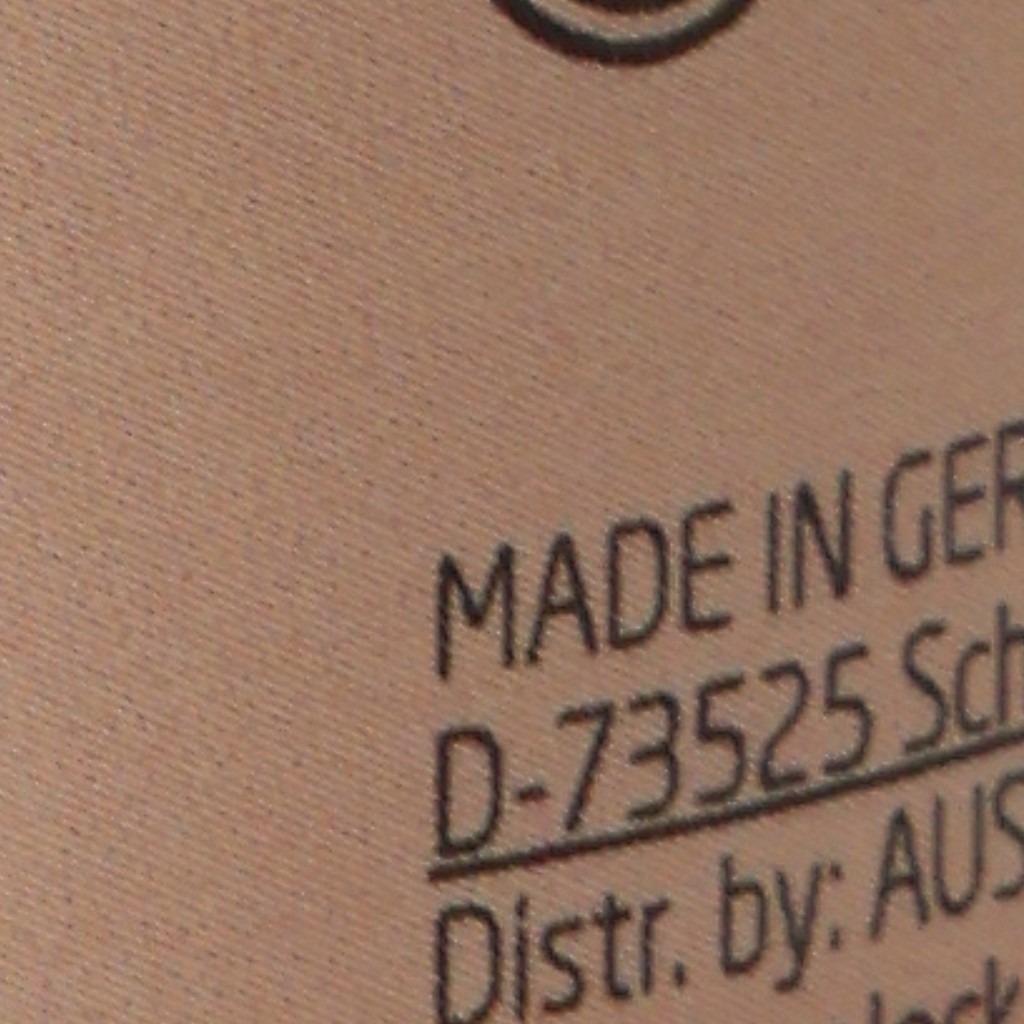 MADE IN GER
D-73525 Sch
Distr. by: AUS